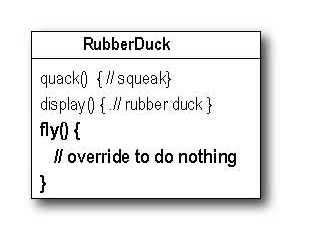 RubberDuck
quack() { // squeak}
display() { .// rubber duck }
fly() {
// override to do nothing
}